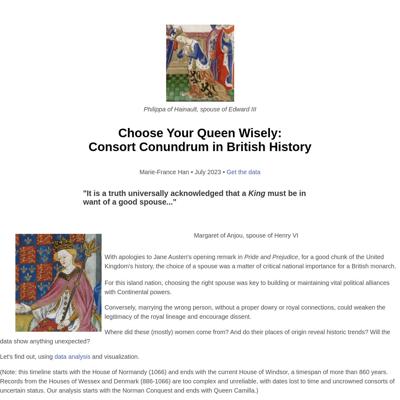 Philippa of Hainault, spouse of Edward III
Choose Your Queen Wisely:
Consort Conundrum in British History
Marie-France Han • July 2023 • Get the data
"It is a truth universally acknowledged that a King must be in
want of a good spouse..."
Margaret of Anjou, spouse of Henry VI
With apologies to Jane Austen's opening remark in Pride and Prejudice, for a good chunk of the United
Kingdom's history, the choice of a spouse was a matter of critical national importance for a British monarch.
For this island nation, choosing the right spouse was key to building or maintaining vital political alliances
with Continental powers.
Conversely, marrying the wrong person, without a proper dowry or royal connections, could weaken the
legitimacy of the royal lineage and encourage dissent.
Where did these (mostly) women come from? And do their places of origin reveal historic trends? Will the
data show anything unexpected?
Let's find out, using data analysis and visualization.
(Note: this timeline starts with the House of Normandy (1066) and ends with the current House of Windsor, a timespan of more than 860 years.
Records from the Houses of Wessex and Denmark (886-1066) are too complex and unreliable, with dates lost to time and uncrowned consorts of
uncertain status. Our analysis starts with the Norman Conquest and ends with Queen Camilla.)